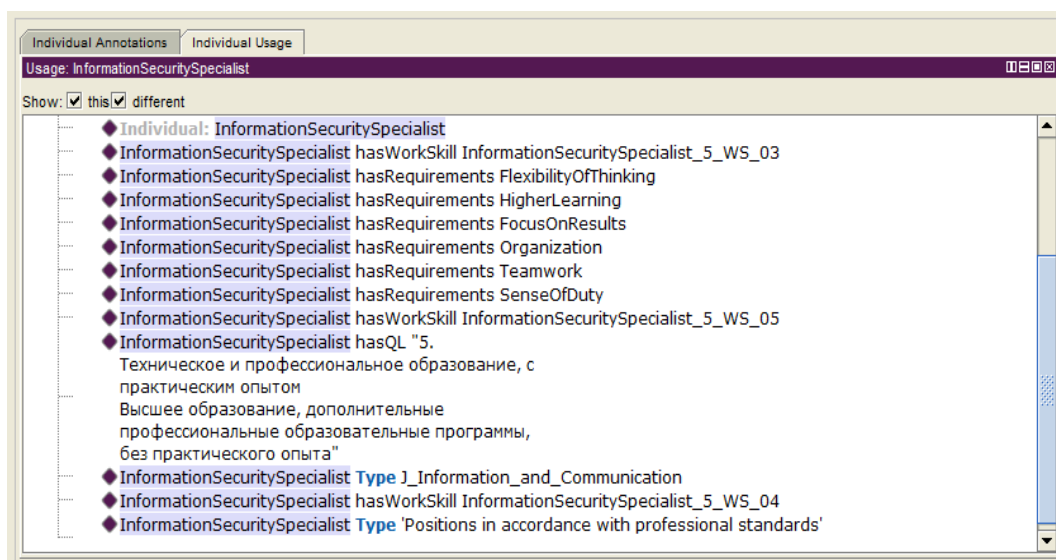 Individual Annotations Individual Usage
Usage: InformationSecuritySpecialist
Show: this different
Individual: InformationSecuritySpecialist
InformationSecuritySpecialist hasWorkSkill InformationSecuritySpecialist_5_WS_03
InformationSecuritySpecialist hasRequirements FlexibilityOfThinking
InformationSecuritySpecialist hasRequirements HigherLearning
InformationSecuritySpecialist hasRequirements FocusOnResults
InformationSecuritySpecialist hasRequirements Organization
InformationSecuritySpecialist hasRequirements Teamwork
InformationSecuritySpecialist hasRequirements SenseOfDuty
InformationSecuritySpecialist hasWorkSkill InformationSecuritySpecialist_5_WS_05
InformationSecuritySpecialist hasQL "5.
Техническое и профессиональное образование, с
практическим опытом
Высшее образование, дополнительные
профессиональные образовательные программы,
без практического опыта"
InformationSecuritySpecialist Type J_Information_and_Communication
InformationSecuritySpecialist hasWorkSkill InformationSecuritySpecialist_5_WS_04
InformationSecuritySpecialist Type 'Positions in accordance with professional standards'